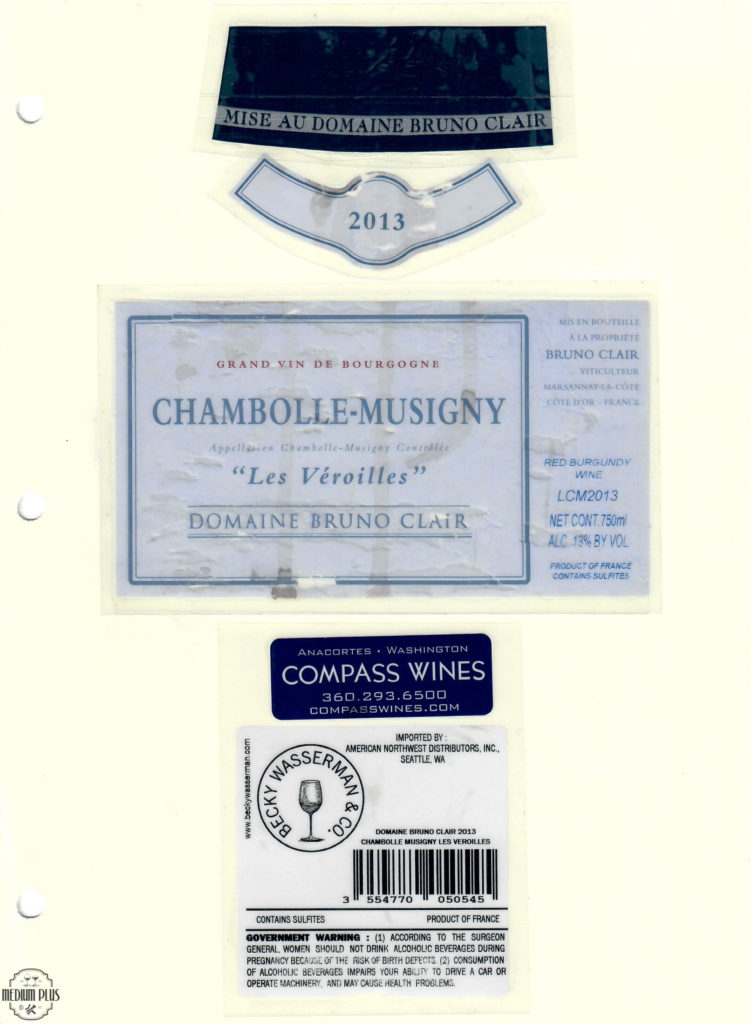 MISE AU DOMAINE BRUNO CLAIR
2013
GRAND VIN DE BOURGOGNE
CHAMBOLLE-MUSIGNY
Appellation Chambolle-Musigny Contrôlée
“Les Véroilles”
DOMAINE BRUNO CLAIR
MIS EN BOUTEILLE
A LA PROPRIÉTÉ
BRUNO CLAIR
VITICULTEUR
MARSANNAY-LA-CÔTE
CÔTE D'OR - FRANCE
RED BURGUNDY
WINE
LCM2013
NET CONT.750ml
ALC. 13% BY VOL
PRODUCT OF FRANCE
CONTAINS SULFITES
ANACORTES • WASHINGTON
COMPASS WINES
360.293.6500
COMPASSWINES.COM
IMPORTED BY :
AMERICAN NORTHWEST DISTRIBUTORS, INC.,
SEATTLE, WA
www.beckywasserman.com
BECKY WASSERMAN & CO.
DOMAINE BRUNO CLAIR 2013
CHAMBOLLE MUSIGNY LES VEROILLES
3 554770 050545
CONTAINS SULFITES PRODUCT OF FRANCE
GOVERNMENT WARNING : (1) ACCORDING TO THE SURGEON
GENERAL, WOMEN SHOULD NOT DRINK ALCOHOLIC BEVERAGES DURING
PREGNANCY BECAUSE OF THE RISK OF BIRTH DEFECTS. (2) CONSUMPTION
OF ALCOHOLIC BEVERAGES IMPAIRS YOUR ABILITY TO DRIVE A CAR OR
OPERATE MACHINERY, AND MAY CAUSE HEALTH PROBLEMS.
MEDIUM PLUS